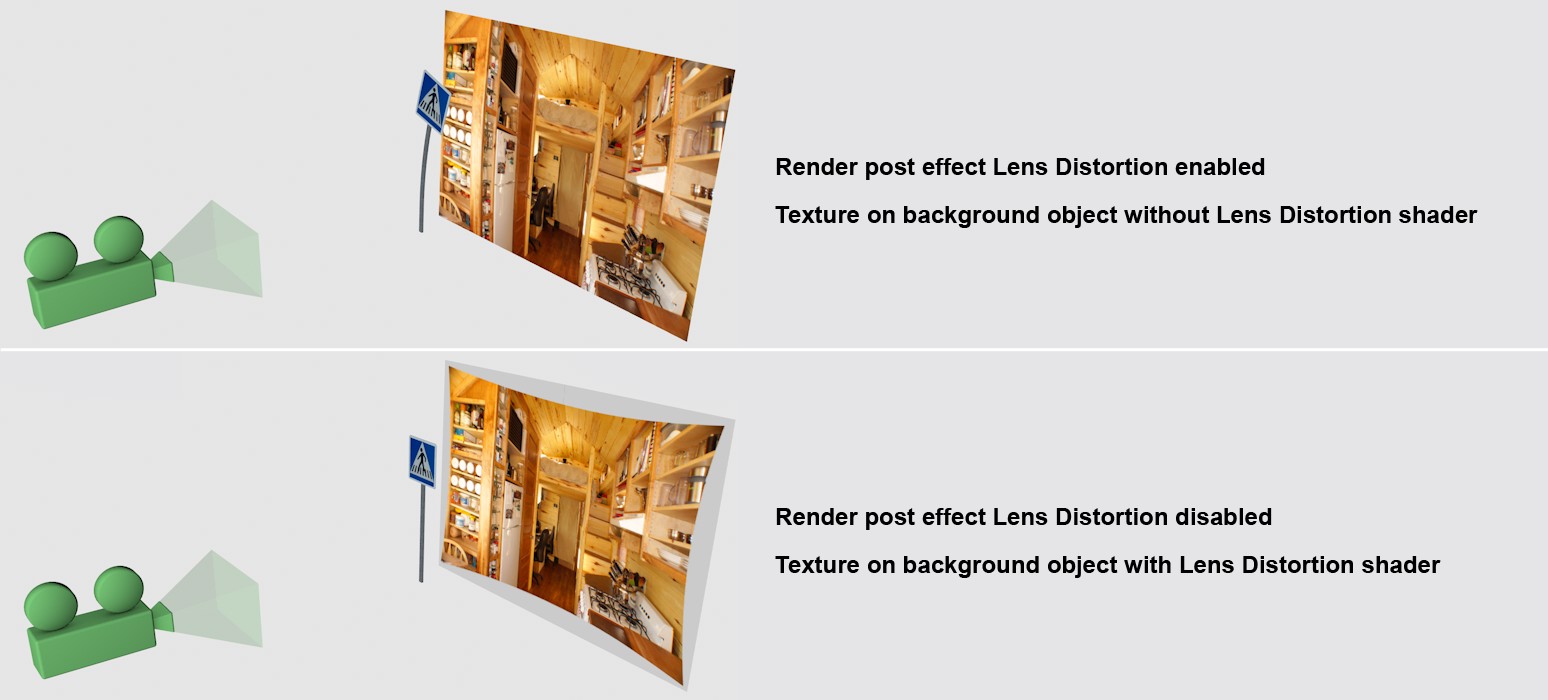 Render post effect Lens Distortion enabled
Texture on background object without Lens Distortion shader
Render post effect Lens Distortion disabled
Texture on background object with Lens Distortion shader